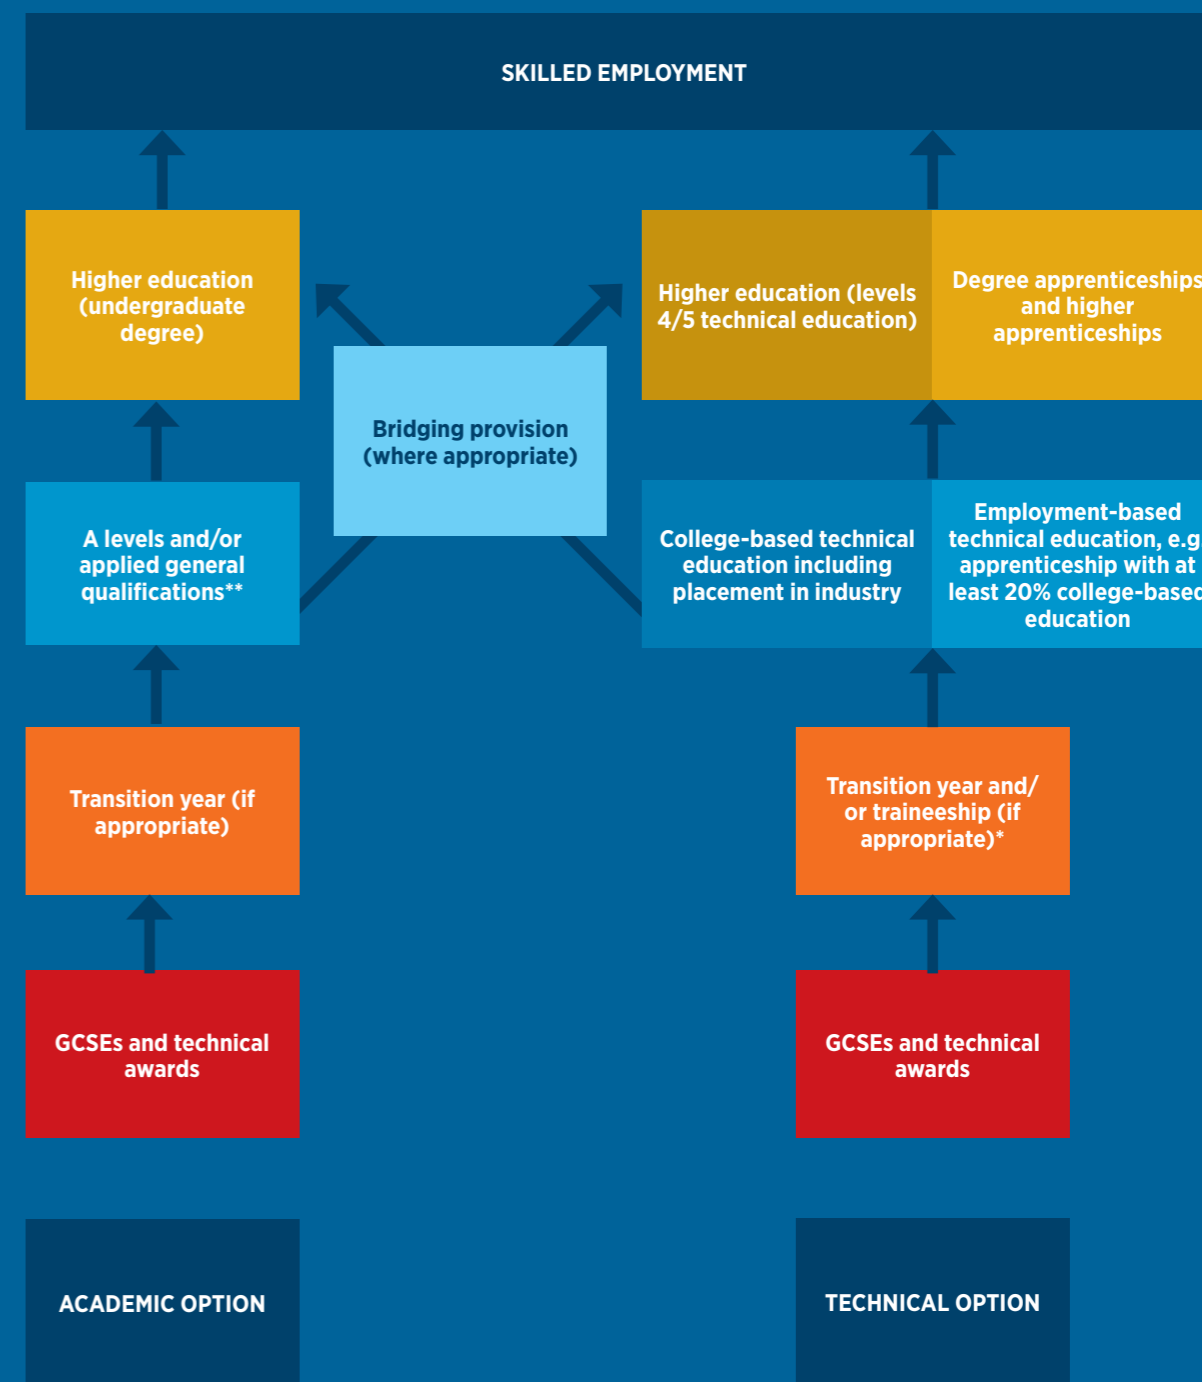 SKILLED EMPLOYMENT
Higher education
(undergraduate
degree)
Higher education (levels
4/5 technical education)
Degree apprenticeships
and higher
apprenticeships
Bridging provision
(where appropriate)
A levels and/or
applied general
qualifications**
College-based technical
education including
placement in industry
Employment-based
technical education, e.g.
apprenticeship with at
least 20% college-based
education
Transition year (if
appropriate)
Transition year and/
or traineeship (if
appropriate)*
GCSEs and technical
awards
GCSEs and technical
awards
ACADEMIC OPTION
TECHNICAL OPTION